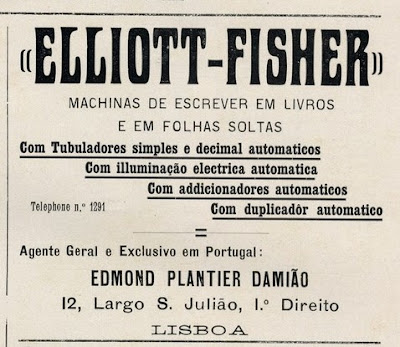 «ELLIOTT-FISHER»
MACHINAS DE ESCREVER EM LIVROS
E EM FOLHAS SOLTAS
Com Tubuladores simples e decimal automaticos
Com illuminação electrica automatica
Com addicionadores automaticos
Telephone n.º 1291
Com duplicadôr automatico
Agente Geral e Exclusivo em Portugal:
EDMOND PLANTIER DAMIÃO
12, Largo S. Julião, 1.º Direito
LISBOA